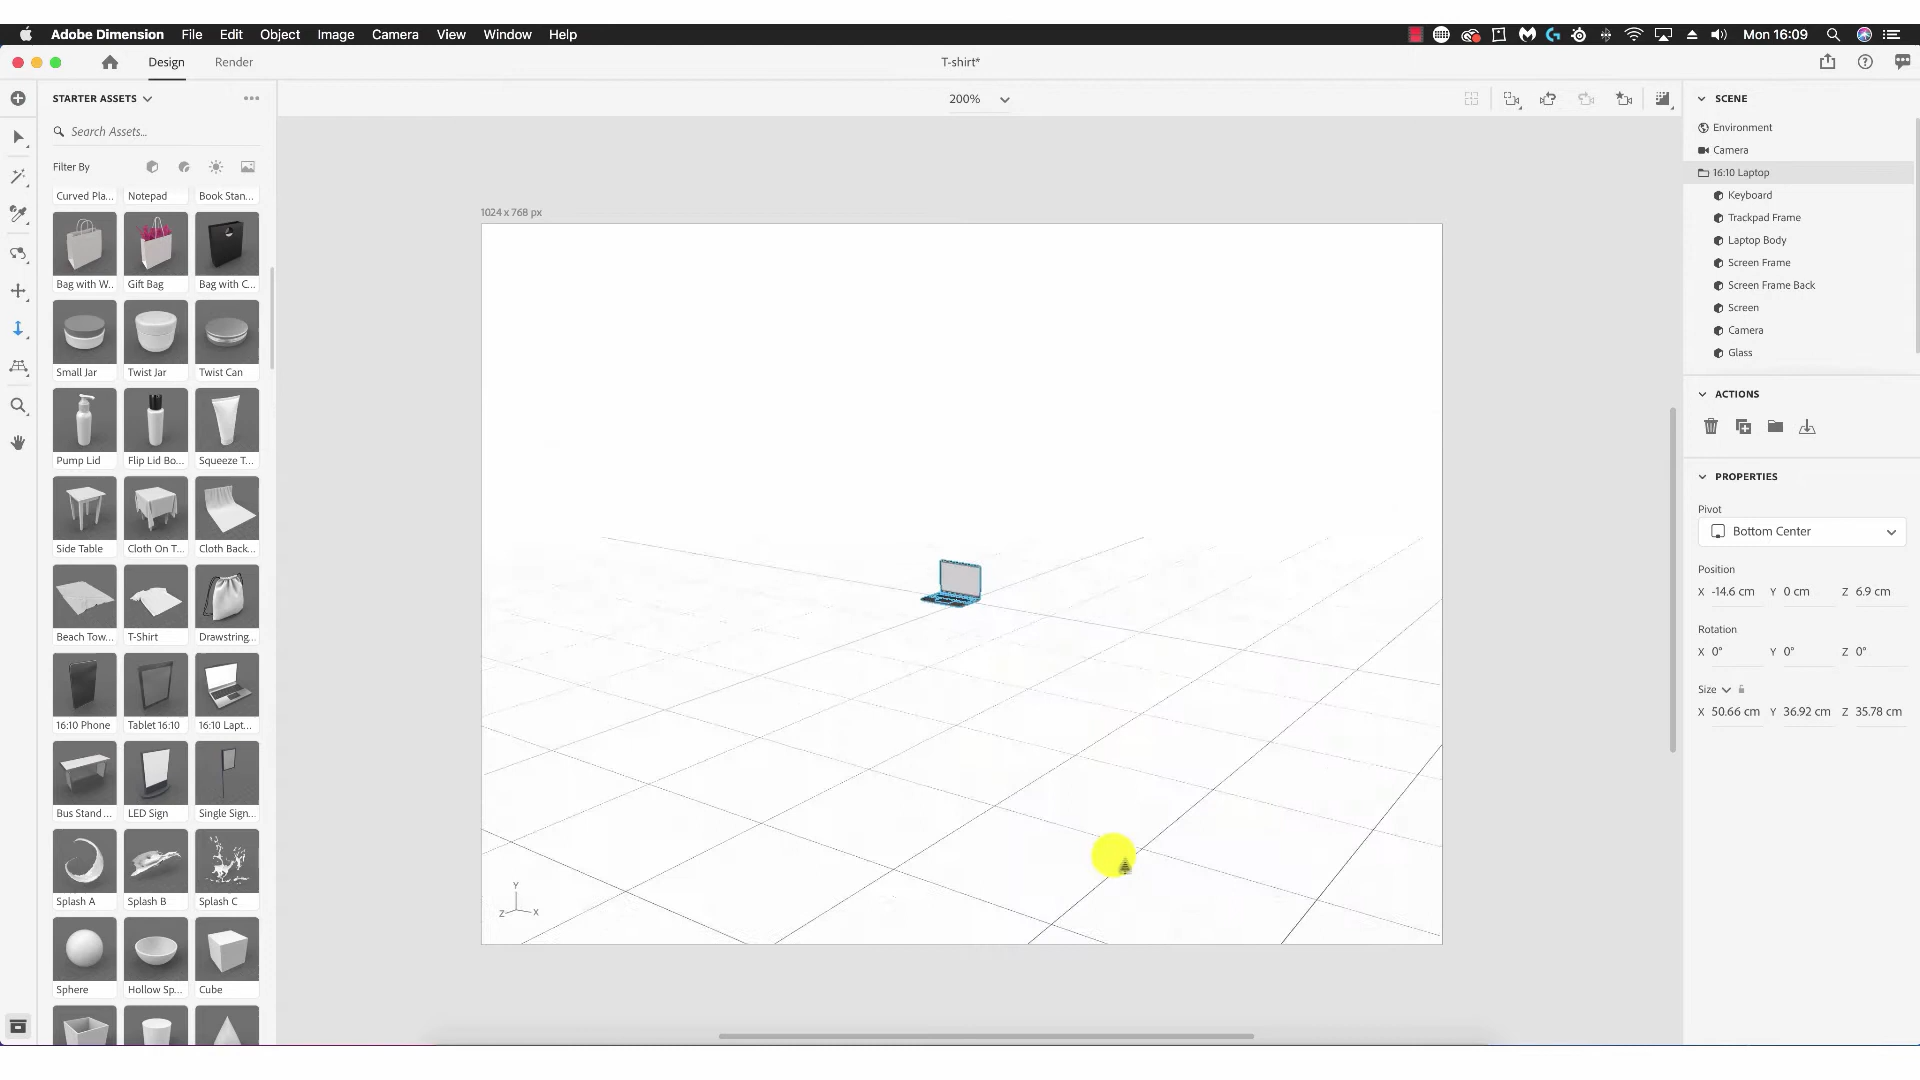 Adobe Dimension File Edit Object Image Camera View Window Help Mon 16:09
Design Render T-shirt*
STARTER ASSETS
200%
Search Assets...
Filter By
Curved Pla... Notepad Book Stan...
Bag with W... Gift Bag Bag with C...
Small Jar Twist Jar Twist Can
Pump Lid Flip Lid Bo... Squeeze T...
Side Table Cloth On T... Cloth Back...
Beach Tow... T-Shirt Drawstring...
16:10 Phone Tablet 16:10 16:10 Lapt...
Bus Stand ... LED Sign Single Sign...
Splash A Splash B Splash C
Sphere Hollow Sp... Cube
1024 x 768 px
Y
Z X
SCENE
Environment
Camera
16:10 Laptop
Keyboard
Trackpad Frame
Laptop Body
Screen Frame
Screen Frame Back
Screen
Camera
Glass
ACTIONS
PROPERTIES
Pivot
Bottom Center
Position
X -14.6 cm Y 0 cm Z 6.9 cm
Rotation
X 0° Y 0° Z 0°
Size
X 50.66 cm Y 36.92 cm Z 35.78 cm